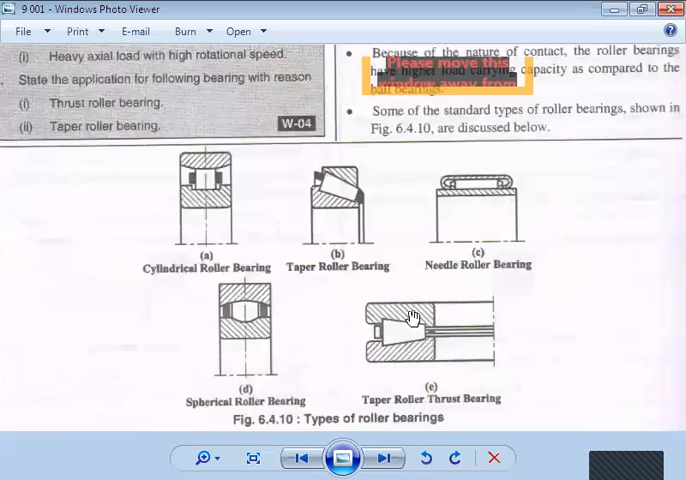 9 001 - Windows Photo Viewer
File Print E-mail Burn Open
(i) Heavy axial load with high rotational speed.
State the application for following bearing with reason
(i) Thrust roller bearing.
(ii) Taper roller bearing.
W-04
• Because of the nature of contact, the roller bearings
have higher load carrying capacity as compared to the
ball bearings.
Please move this
window away from
• Some of the standard types of roller bearings, shown in
Fig. 6.4.10, are discussed below.
(a)
Cylindrical Roller Bearing
(b)
Taper Roller Bearing
(c)
Needle Roller Bearing
(d)
Spherical Roller Bearing
(e)
Taper Roller Thrust Bearing
Fig. 6.4.10 : Types of roller bearings